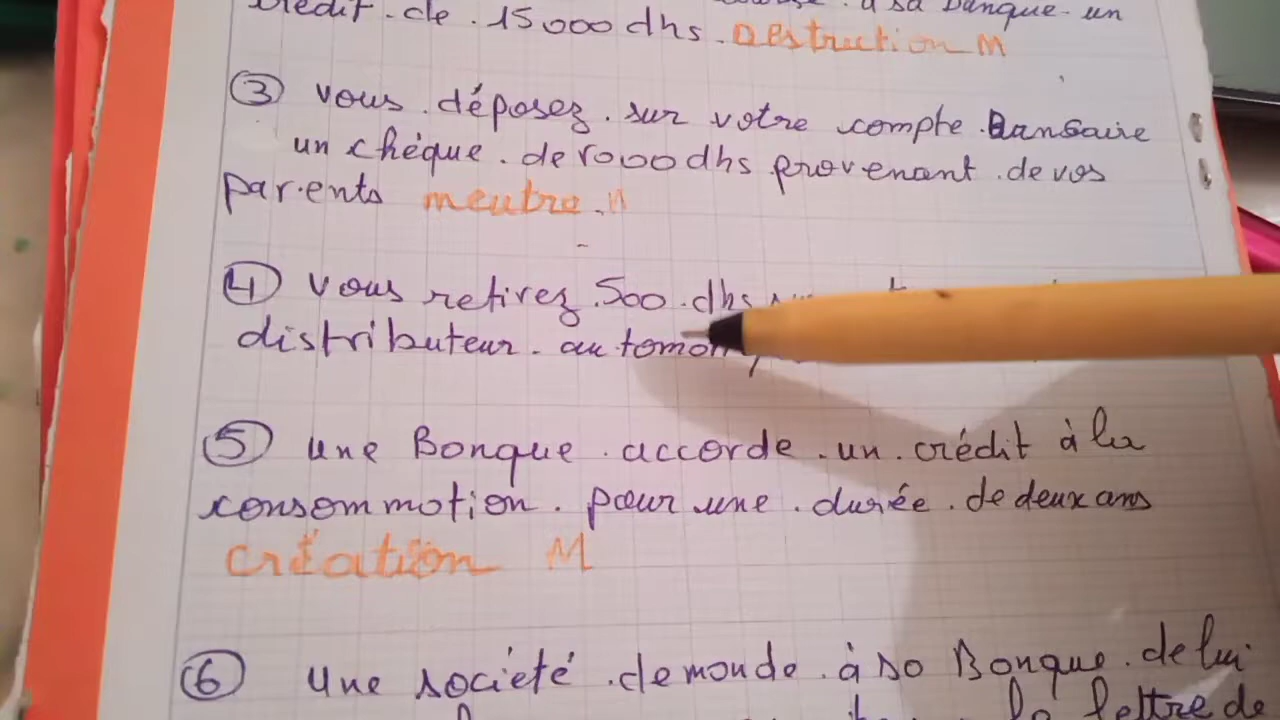 crédit de 15000 dhs. Destruction M
③ vous déposez sur votre compte Bancaire
un chèque de 1000 dhs provenant de vos
parents neutre. M
④ Vous retirez 500 dhs
distributeur
⑤ Une Banque accorde un crédit à la
consommation pour une durée de deux ans
création M
⑥ Une société demande à sa Banque de lui
la lettre de